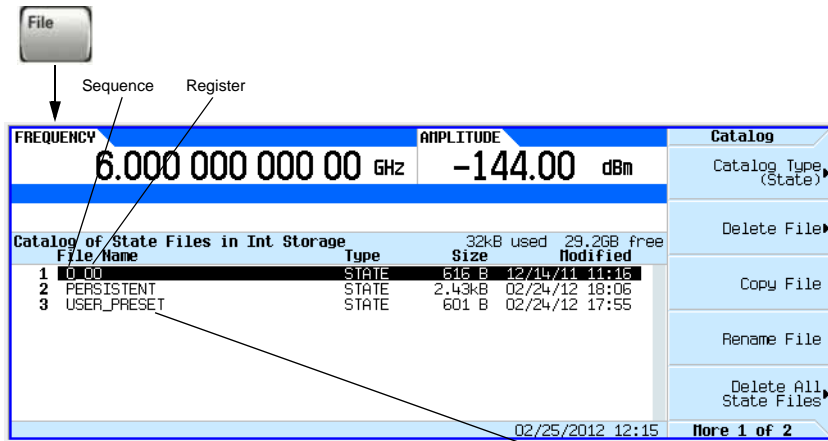 File
Sequence Register
FREQUENCY AMPLITUDE Catalog
6.000 000 000 00 GHz -144.00 dBm
Catalog Type
(State)
Delete File
Catalog of State Files in Int Storage 32kB used 29.2GB free
File Name Type Size Modified
1 0_00 STATE 616 B 12/14/11 11:16
2 PERSISTENT STATE 2.43kB 02/24/12 18:06
3 USER_PRESET STATE 601 B 02/24/12 17:55
Copy File
Rename File
Delete All
State Files
02/25/2012 12:15 More 1 of 2